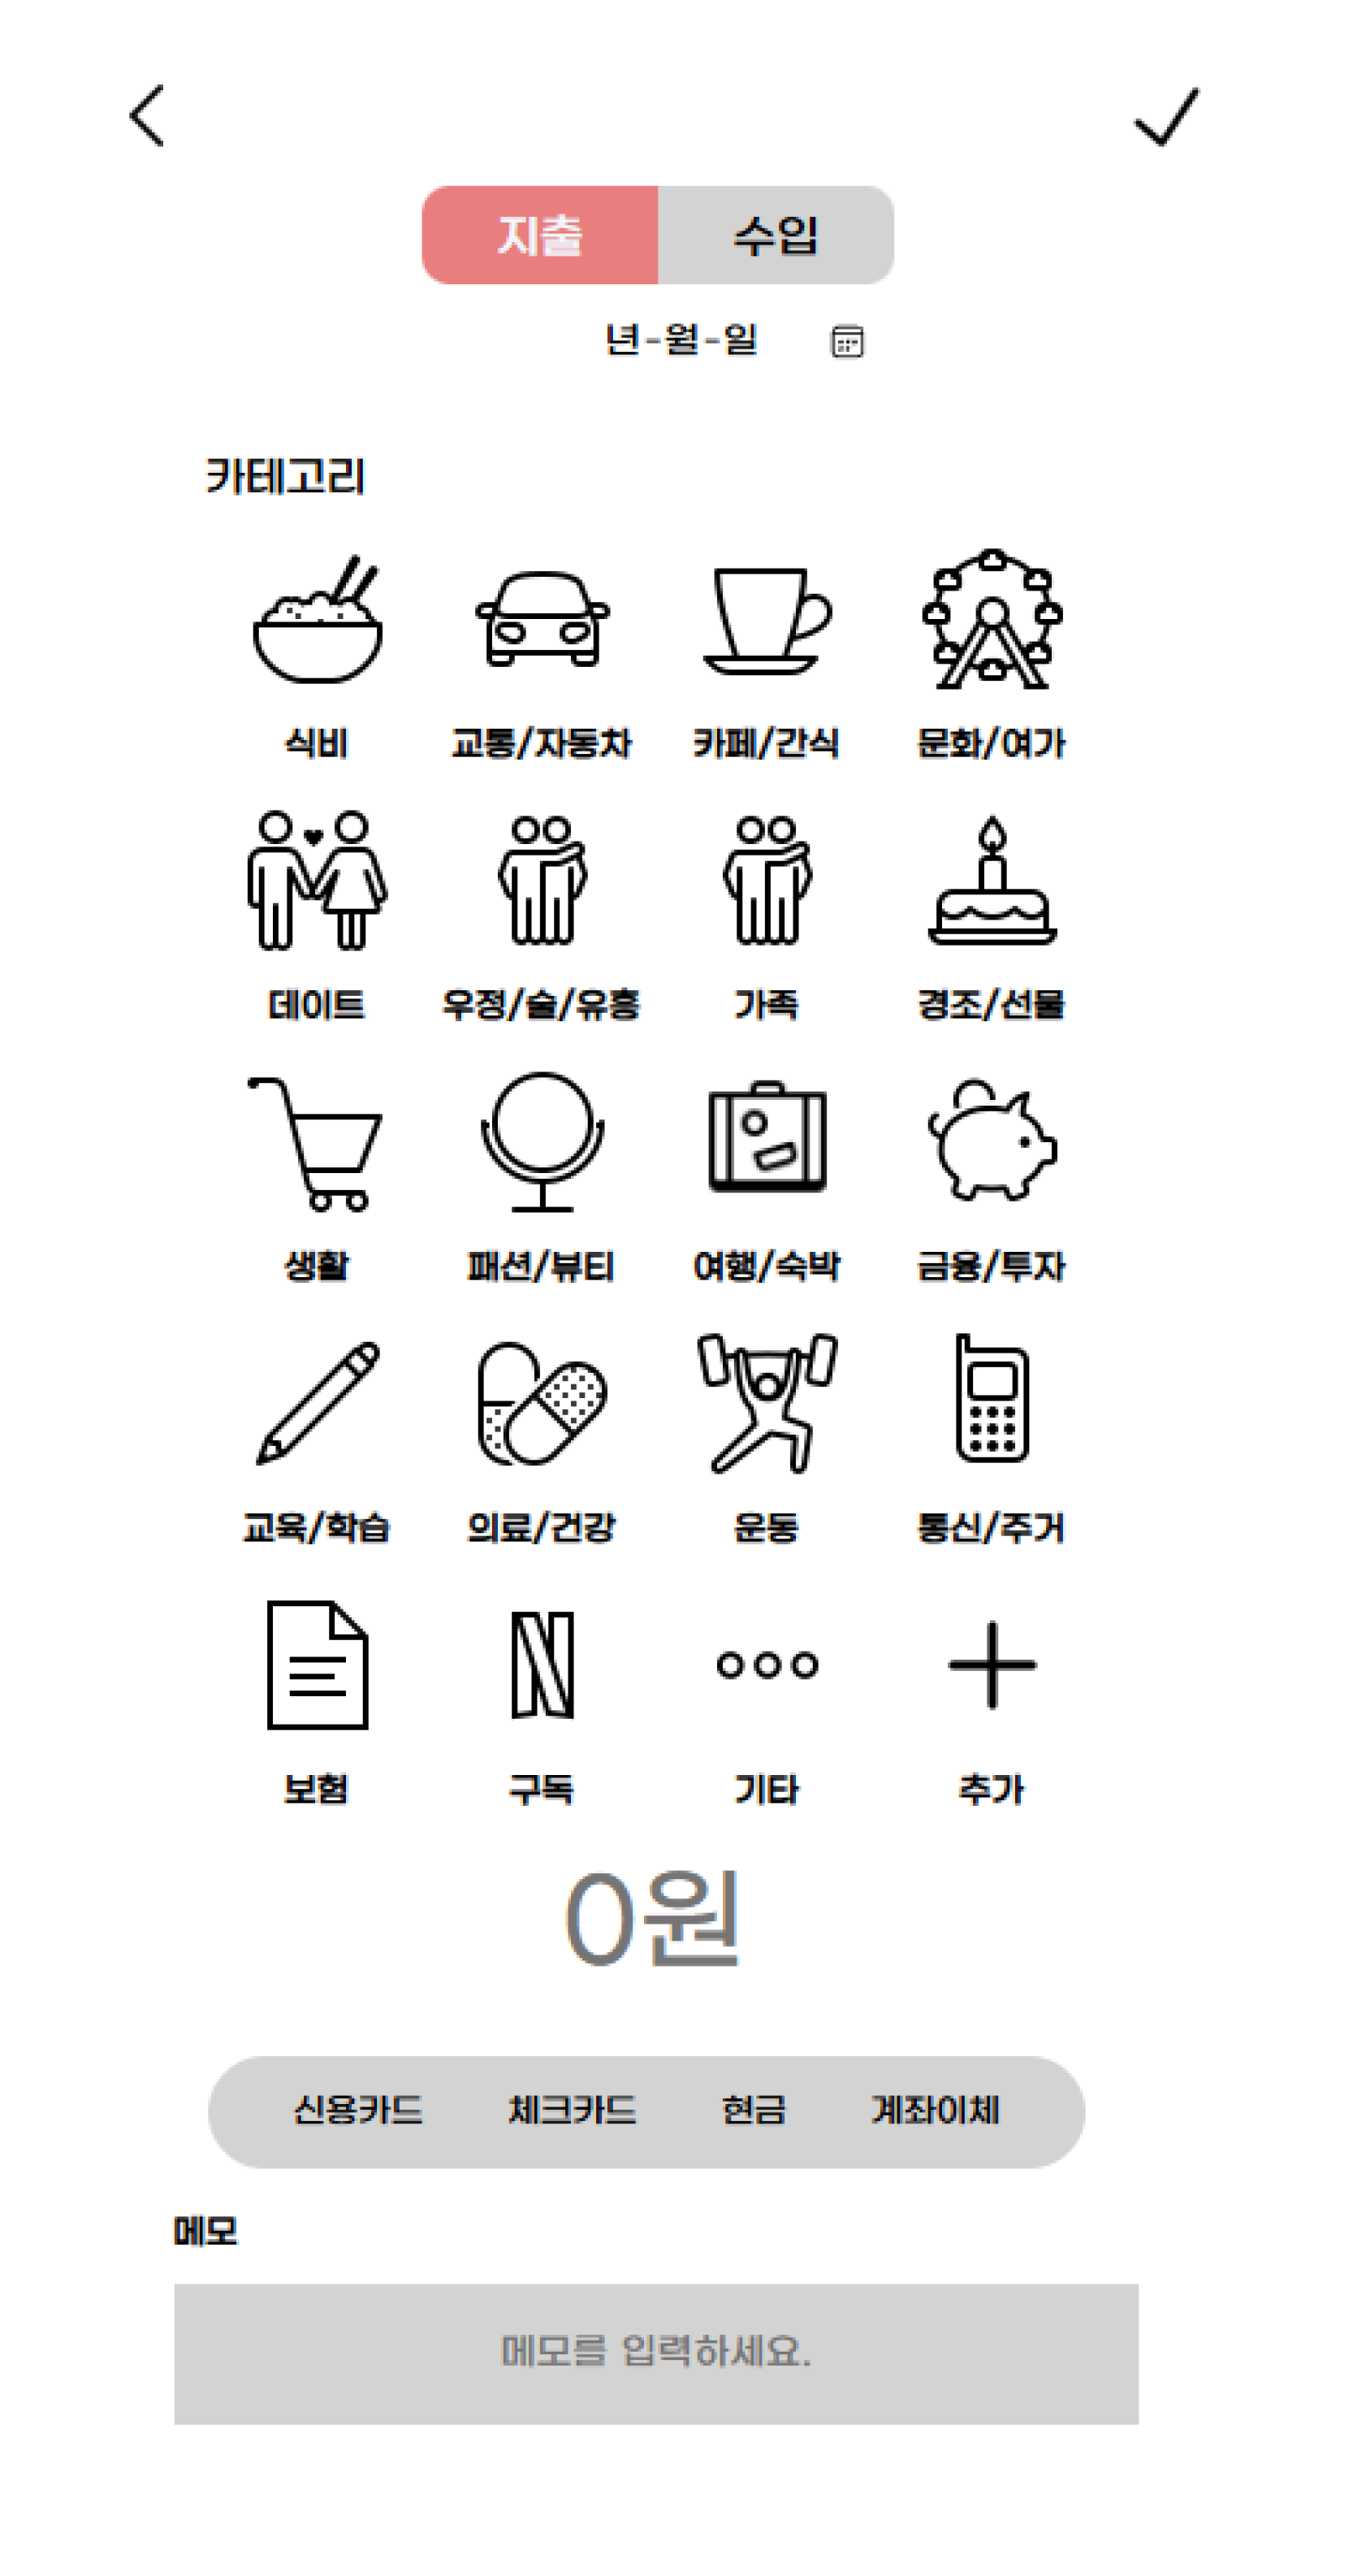 지출 수입
년-월-일
카테고리
식비 교통/자동차 카페/간식 문화/여가
데이트 우정/술/유흥 가족 경조/선물
생활 패션/뷰티 여행/숙박 금융/투자
교육/학습 의료/건강 운동 통신/주거
보험 구독 기타 추가
0원
신용카드 체크카드 현금 계좌이체
메모
메모를 입력하세요.